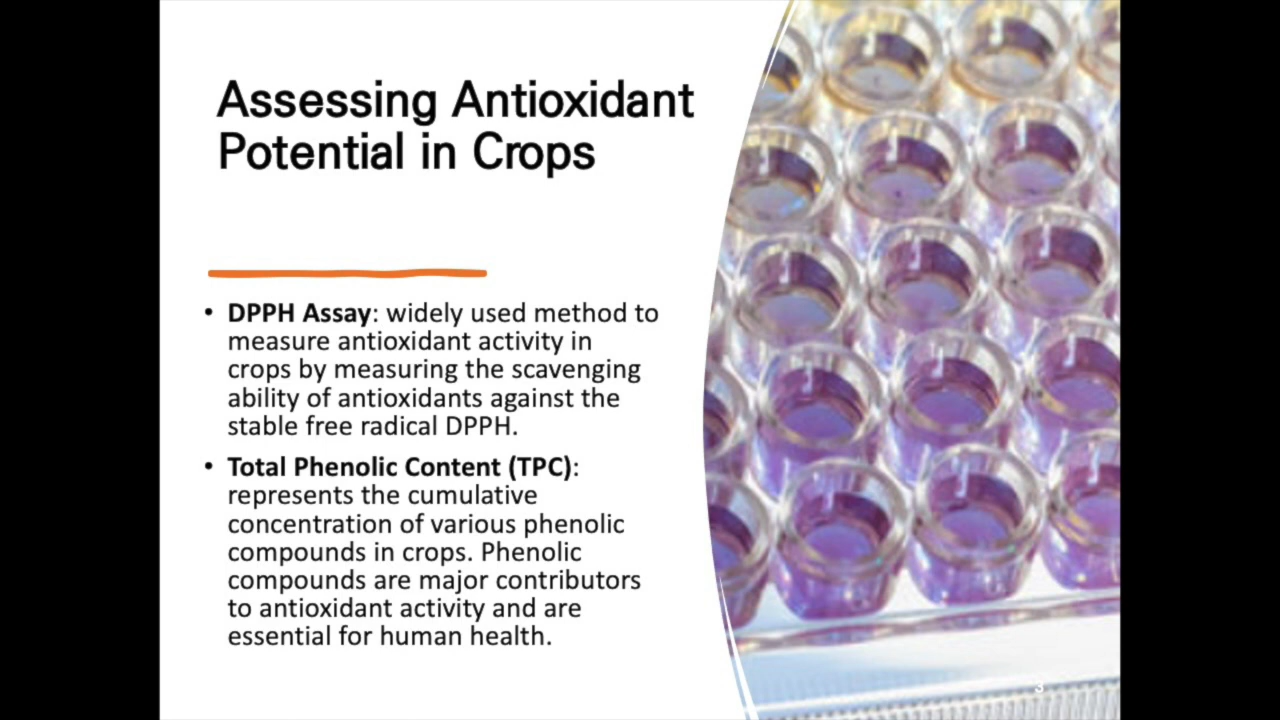 Assessing Antioxidant
Potential in Crops
• DPPH Assay: widely used method to
measure antioxidant activity in
crops by measuring the scavenging
ability of antioxidants against the
stable free radical DPPH.
• Total Phenolic Content (TPC):
represents the cumulative
concentration of various phenolic
compounds in crops. Phenolic
compounds are major contributors
to antioxidant activity and are
essential for human health.
3